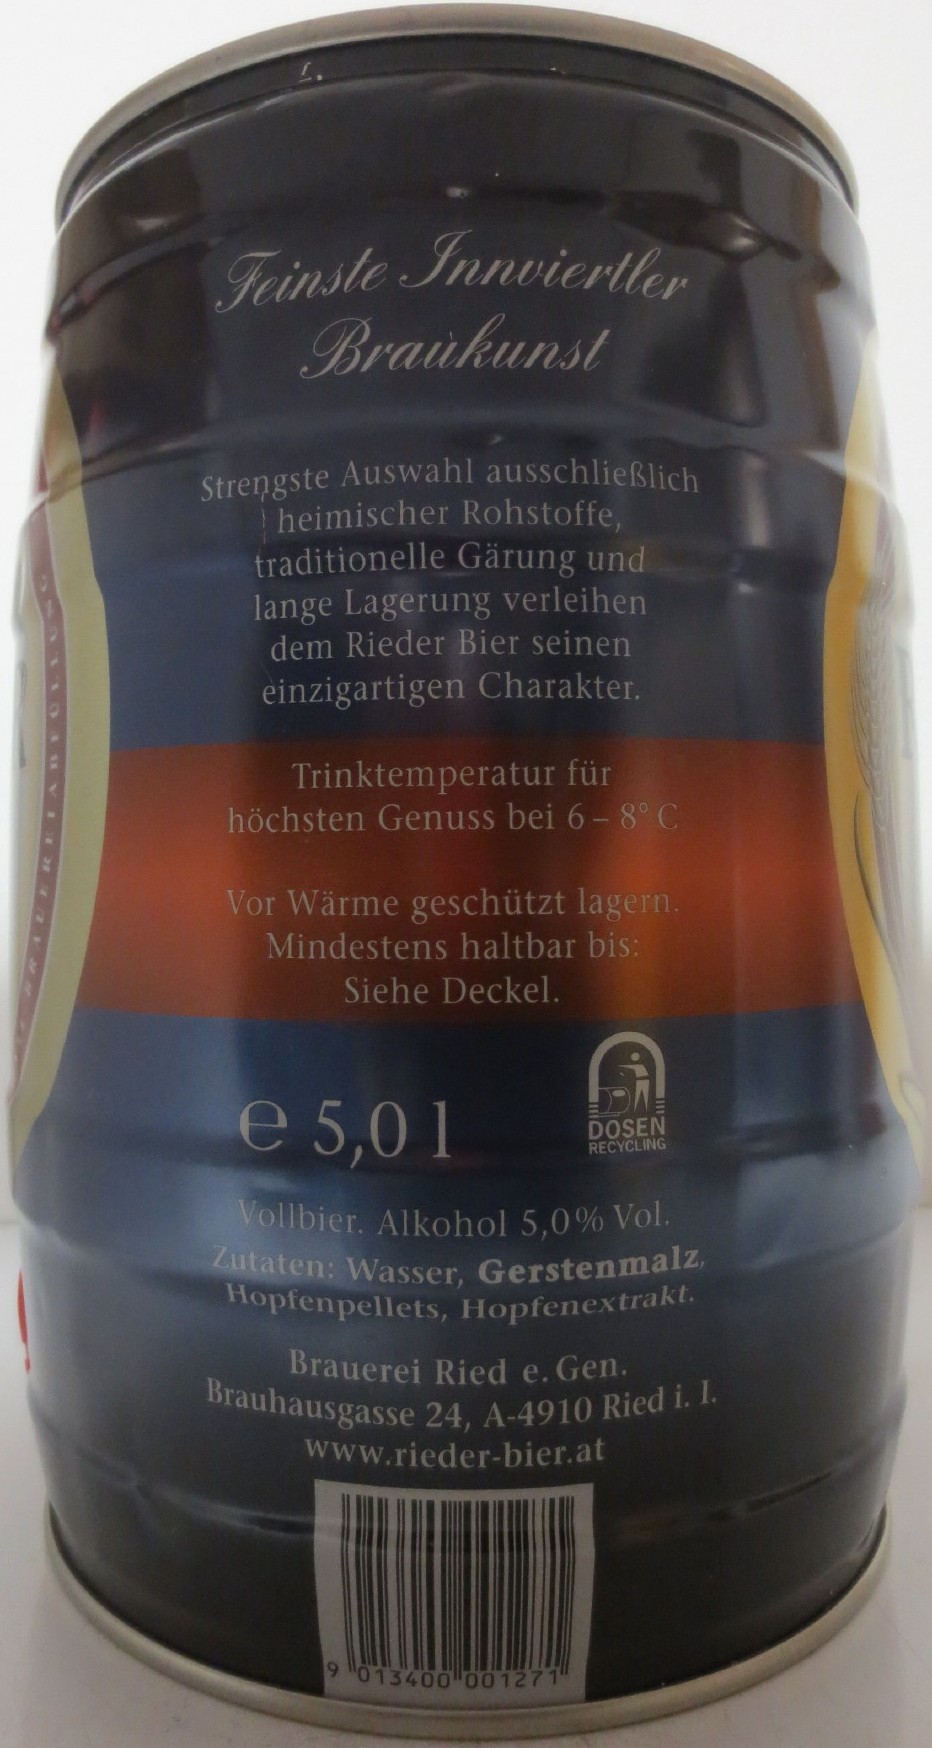 Feinste Innviertler
Braukunst
Strengste Auswahl ausschließlich
heimischer Rohstoffe,
traditionelle Gärung und
lange Lagerung verleihen
dem Rieder Bier seinen
einzigartigen Charakter.
Trinktemperatur für
höchsten Genuss bei 6 – 8° C
Vor Wärme geschützt lagern.
Mindestens haltbar bis:
Siehe Deckel.
℮ 5,0 l
DOSEN
RECYCLING
Vollbier. Alkohol 5,0% Vol.
Zutaten: Wasser, Gerstenmalz,
Hopfenpellets, Hopfenextrakt.
Brauerei Ried e. Gen.
Brauhausgasse 24, A-4910 Ried i. I.
www.rieder-bier.at
9 013400 001271
BRAUEREIABFÜLLUNG